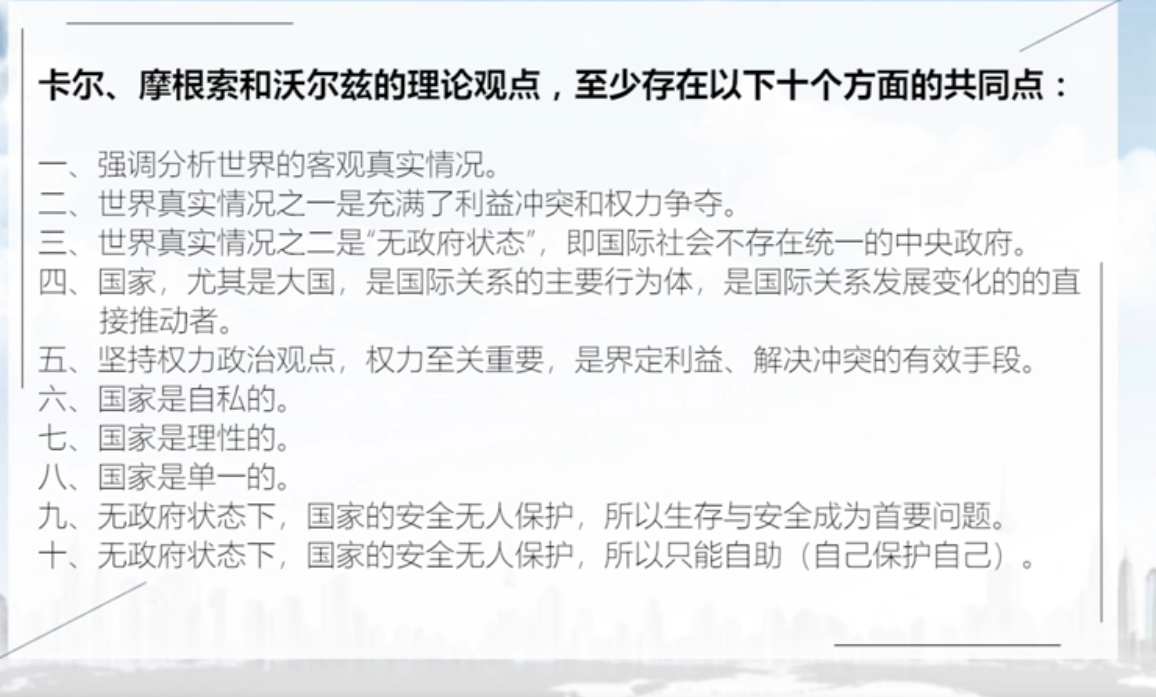 卡尔、摩根索和沃尔兹的理论观点，至少存在以下十个方面的共同点：
一、强调分析世界的客观真实情况。
二、世界真实情况之一是充满了利益冲突和权力争夺。
三、世界真实情况之二是“无政府状态”，即国际社会不存在统一的中央政府。
四、国家，尤其是大国，是国际关系的主要行为体，是国际关系发展变化的的直
接推动者。
五、坚持权力政治观点，权力至关重要，是界定利益、解决冲突的有效手段。
六、国家是自私的。
七、国家是理性的。
八、国家是单一的。
九、无政府状态下，国家的安全无人保护，所以生存与安全成为首要问题。
十、无政府状态下，国家的安全无人保护，所以只能自助（自己保护自己）。